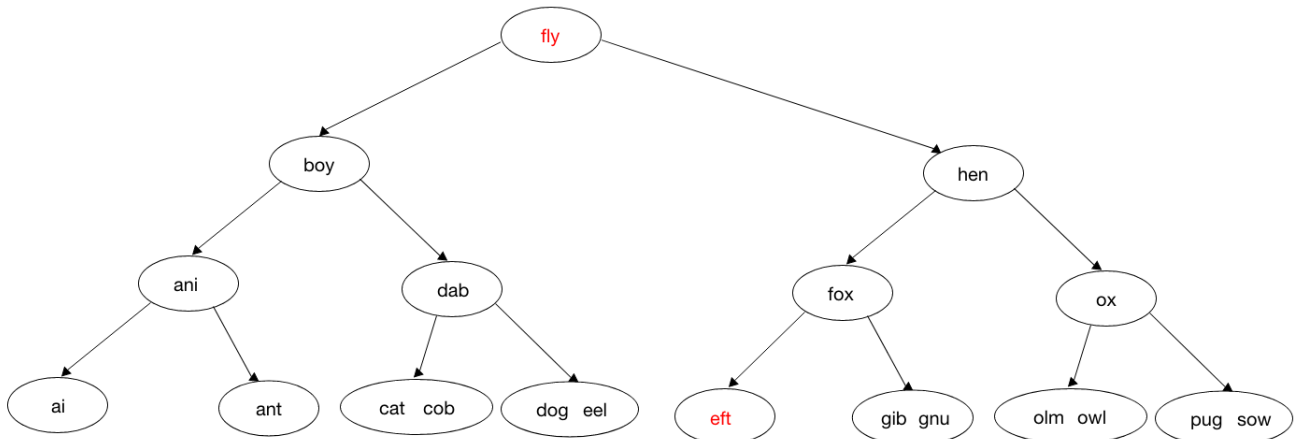 fly
boy
hen
ani
dab
fox
ox
ai
ant
cat cob
dog eel
eft
gib gnu
olm owl
pug sow